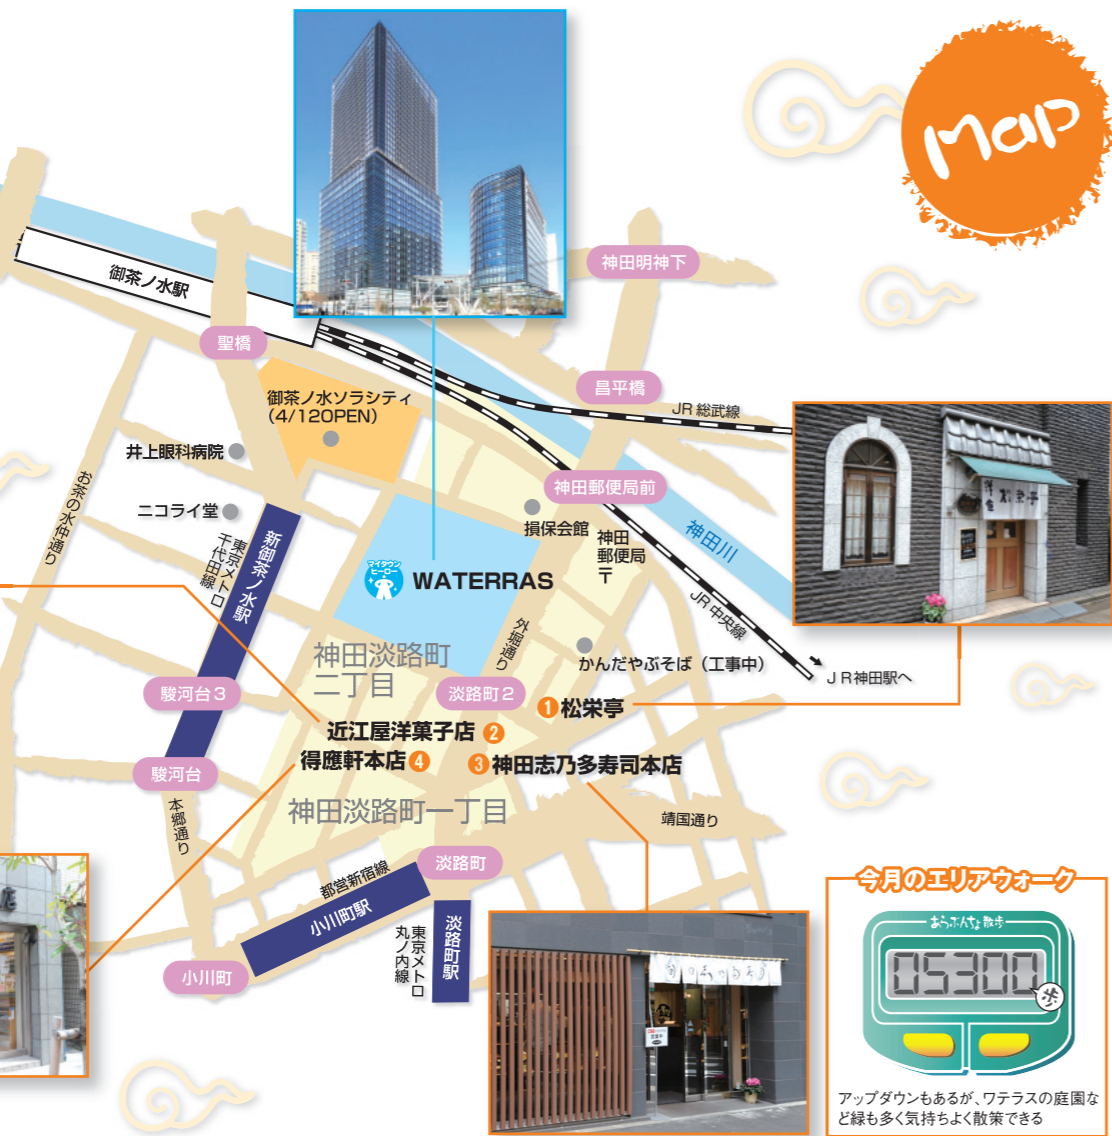 Map
神田明神下
御茶ノ水駅
聖橋
昌平橋
JR 総武線
御茶ノ水ソラシティ
(4/12OPEN)
井上眼科病院
お茶の水仲通り
ニコライ堂
神田郵便局前
損保会館
神田
郵便局
〒
神田川
新御茶ノ水駅
東京メトロ
千代田線
マイタウン
ヒーロー
WATERRAS
JR 中央線
外堀通り
かんだやぶそば（工事中）
ＪＲ神田駅へ
神田淡路町
二丁目
駿河台３
淡路町２
1 松栄亭
近江屋洋菓子店 2
得應軒本店 4
3 神田志乃多寿司本店
駿河台
本郷通り
神田淡路町一丁目
靖国通り
淡路町
都営新宿線
小川町駅
淡路町駅
東京メトロ
丸ノ内線
小川町
今月のエリアウォーク
あらぶんちょ散歩
05300
歩
アップダウンもあるが、ワテラスの庭園な
ど緑も多く気持ちよく散策できる